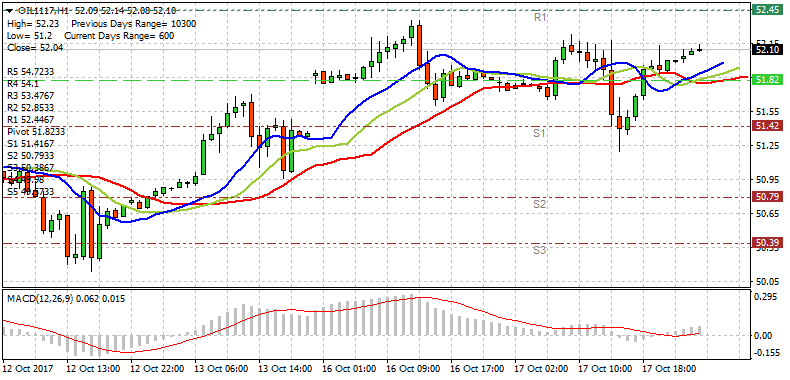 OIL1117,H1 52.09 52.14 52.08 52.10
High= 52.23 Previous Days Range= 10300
Low= 51.2 Current Days Range= 600
Close= 52.04
R5 54.7233
R4 54.1
R3 53.4767
R2 52.8533
R1 52.4467
Pivot 51.8233
S1 51.4167
S2 50.7933
S3 50.3867
R1
S1
S2
S3
52.45
52.15
52.10
51.82
51.55
51.42
51.25
50.95
50.79
50.65
50.39
50.35
50.05
MACD(12,26,9) 0.062 0.015
0.295
0.00
-0.155
12 Oct 2017
12 Oct 13:00
12 Oct 22:00
13 Oct 06:00
13 Oct 14:00
16 Oct 01:00
16 Oct 09:00
16 Oct 17:00
17 Oct 02:00
17 Oct 10:00
17 Oct 18:00